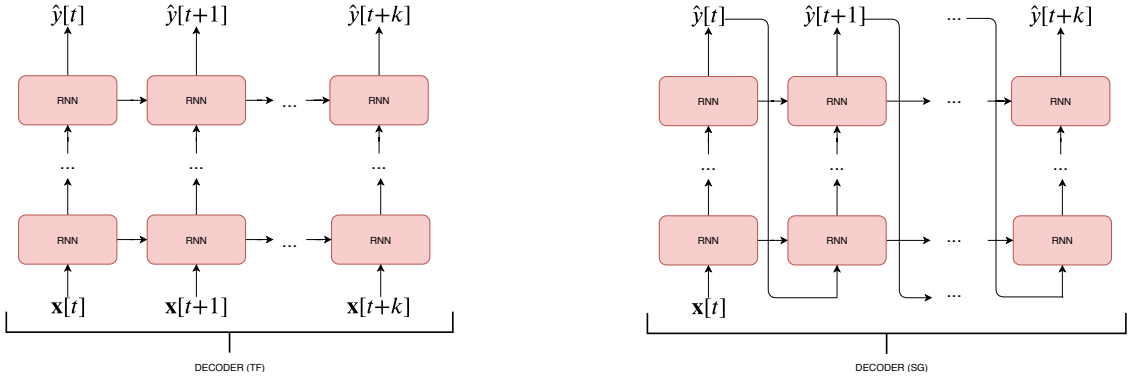 ŷ[t] ŷ[t+1] ŷ[t+k]
RNN RNN ... RNN
... ... ...
RNN RNN ... RNN
x[t] x[t+1] x[t+k]
DECODER (TF)
ŷ[t] ŷ[t+1] ... ŷ[t+k]
RNN RNN ... RNN
... ... ...
RNN RNN ... RNN
x[t] ...
DECODER (SG)